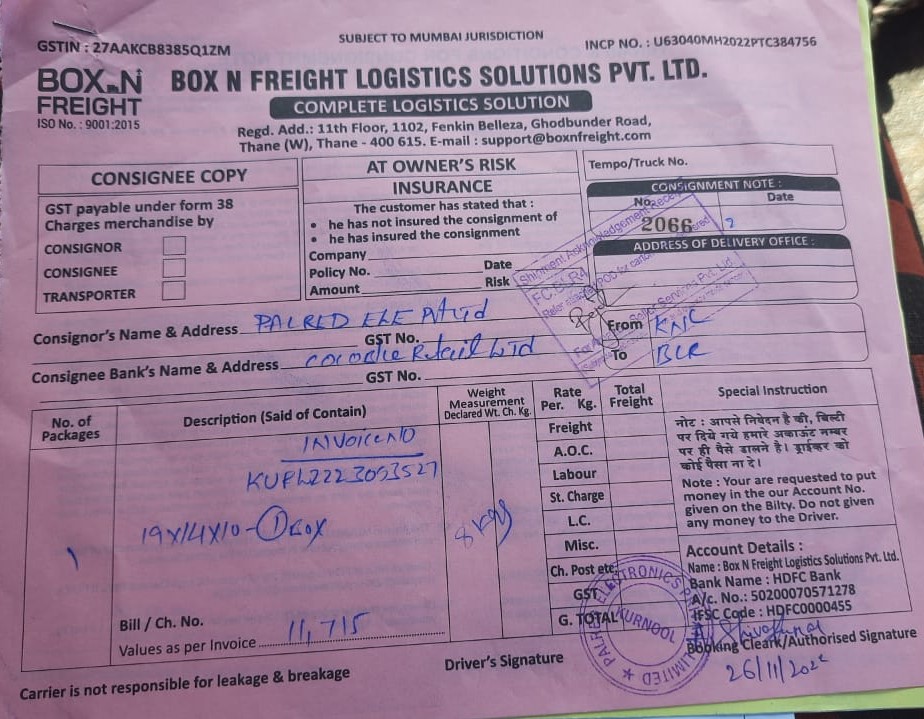 SUBJECT TO MUMBAI JURISDICTION
GSTIN : 27AAKCB8385Q1ZM
INCP NO. : U63040MH2022PTC384756
BOX N FREIGHT
ISO No. : 9001:2015
BOX N FREIGHT LOGISTICS SOLUTIONS PVT. LTD.
COMPLETE LOGISTICS SOLUTION
Regd. Add.: 11th Floor, 1102, Fenkin Belleza, Ghodbunder Road,
Thane (W), Thane - 400 615. E-mail : support@boxnfreight.com
CONSIGNEE COPY
GST payable under form 38
Charges merchandise by
CONSIGNOR
CONSIGNEE
TRANSPORTER
AT OWNER'S RISK
INSURANCE
The customer has stated that :
• he has not insured the consignment of
• he has insured the consignment
Company
Policy No. Date
Amount Risk
Tempo/Truck No.
CONSIGNMENT NOTE :
No. Date
2066
ADDRESS OF DELIVERY OFFICE :
Shipment Acknowledgement Receipt
FC: BLR4
Consignor's Name & Address PALRED ELE Pvt Ltd
GST No.
From KNL
Consignee Bank's Name & Address Retail Ltd
GST No.
To BLR
No. of Packages
Description (Said of Contain)
Weight Measurement Declared Wt. Ch. Kg.
Rate Per. Kg.
Total Freight
Special Instruction
INVOICE NO
19X14X10-① BOX
1
8 kgs
Freight
A.O.C.
Labour
St. Charge
L.C.
Misc.
Ch. Post etc.
GST
G. TOTAL
नोट : आपसे निवेदन है की, बिल्टी
पर दिये गये हमारे अकाऊंट नम्बर
पर ही पैसे डालने है। ड्राईवर को
कोई पैसा ना दे।
Note : Your are requested to put
money in the our Account No.
given on the Bilty. Do not given
any money to the Driver.
Account Details :
Name : Box N Freight Logistics Solutions Pvt. Ltd.
Bank Name : HDFC Bank
A/c. No.: 50200070571278
IFSC Code : HDFC0000455
Bill / Ch. No.
Values as per Invoice 11,715
KURNOOL
Booking Cleark/Authorised Signature
26/11/2022
Driver's Signature
Carrier is not responsible for leakage & breakage